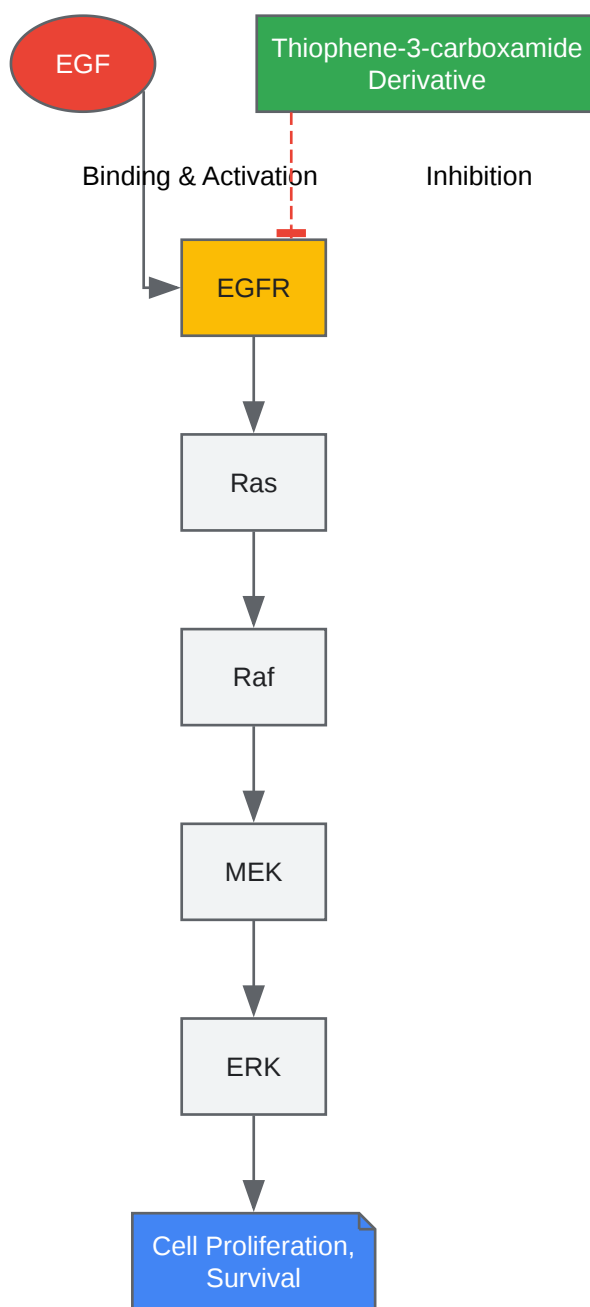 EGF
Thiophene-3-carboxamide
Derivative
Binding & Activation
Inhibition
EGFR
Ras
Raf
MEK
ERK
Cell Proliferation,
Survival